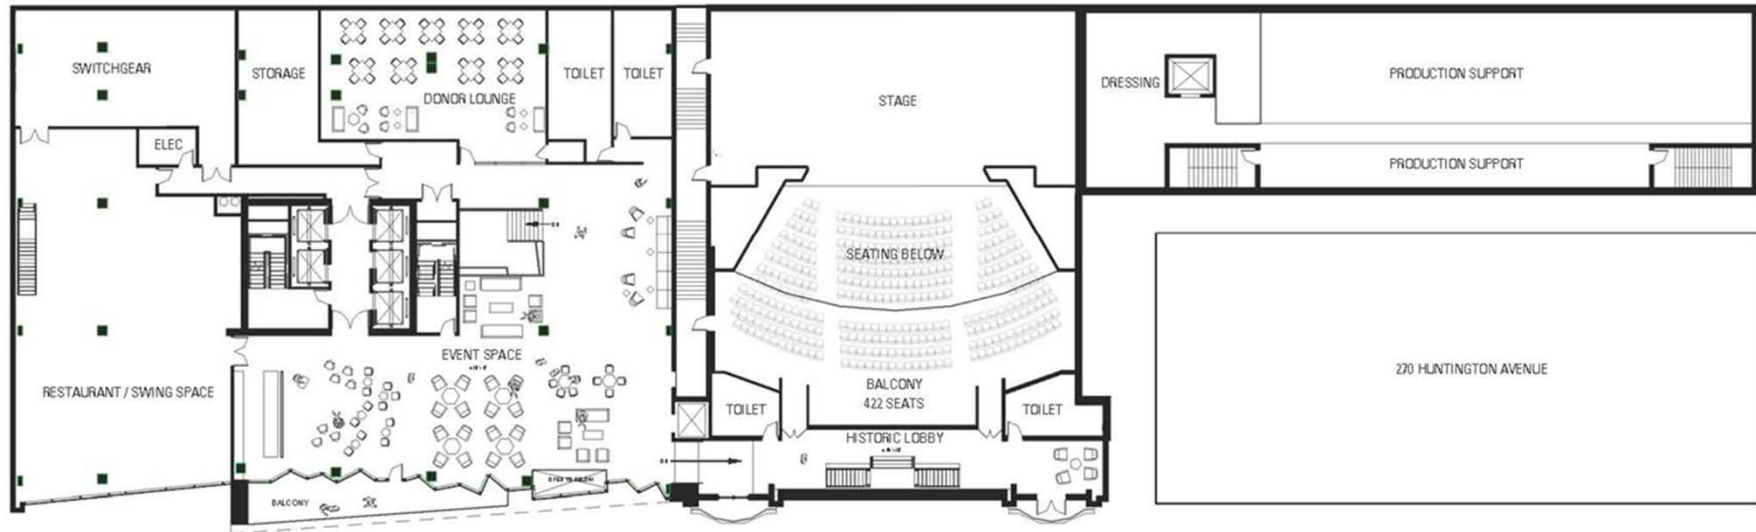 SWITCHGEAR
STORAGE
DONOR LOUNGE
TOILET
TOILET
STAGE
DRESSING
PRODUCTION SUPPORT
ELEC
PRODUCTION SUPPORT
SEATING BELOW
EVENT SPACE
RESTAURANT / SWING SPACE
270 HUNTINGTON AVENUE
BALCONY
422 SEATS
TOILET
TOILET
HISTORIC LOBBY
BALCONY